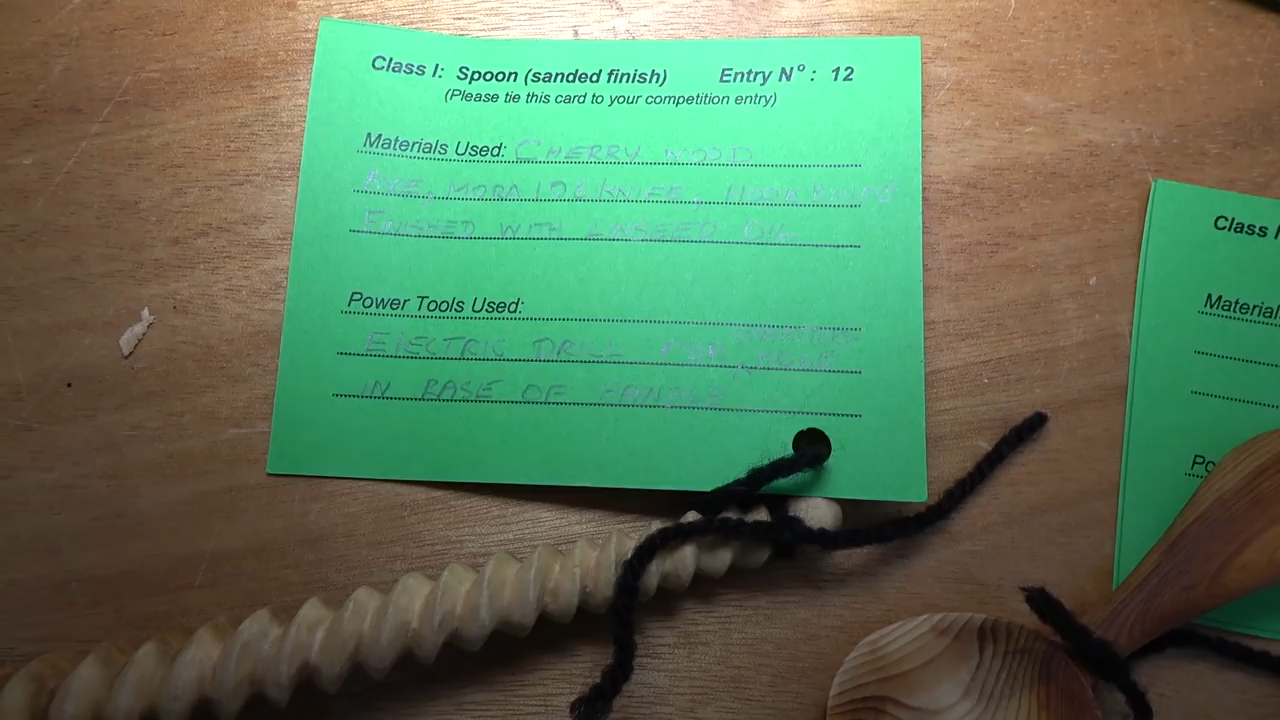 Class I: Spoon (sanded finish) Entry Nº: 12
(Please tie this card to your competition entry)
Materials Used: CHERRY WOOD
AXE, MORA 106 KNIFE, HOOK KNIFE
FINISHED WITH LINSEED OIL
Power Tools Used:
ELECTRIC DRILL FOR
IN BASE OF HANDLE
Class I
Material
Po